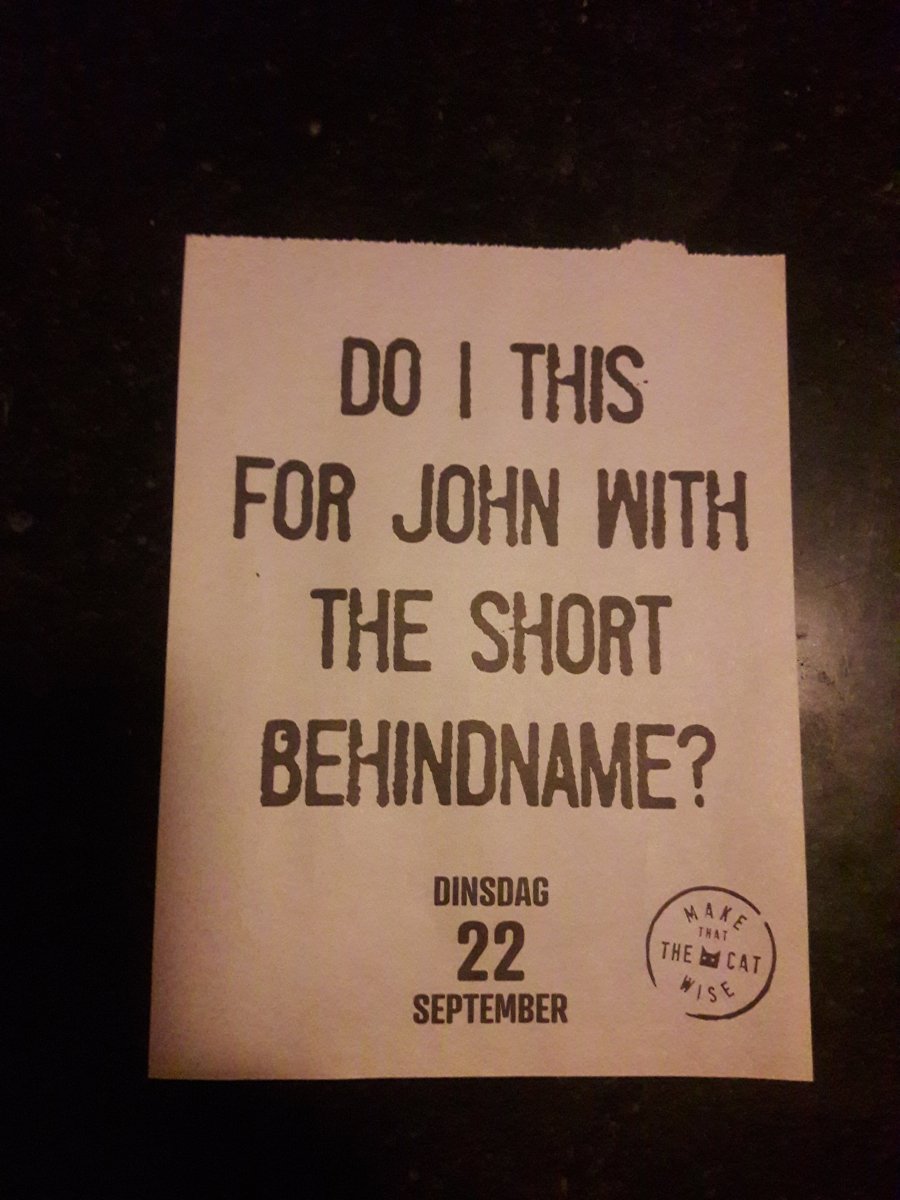 DO I THIS
FOR JOHN WITH
THE SHORT
BEHINDNAME?
DINSDAG
22
SEPTEMBER
MAKE
THAT
THE CAT
WISE